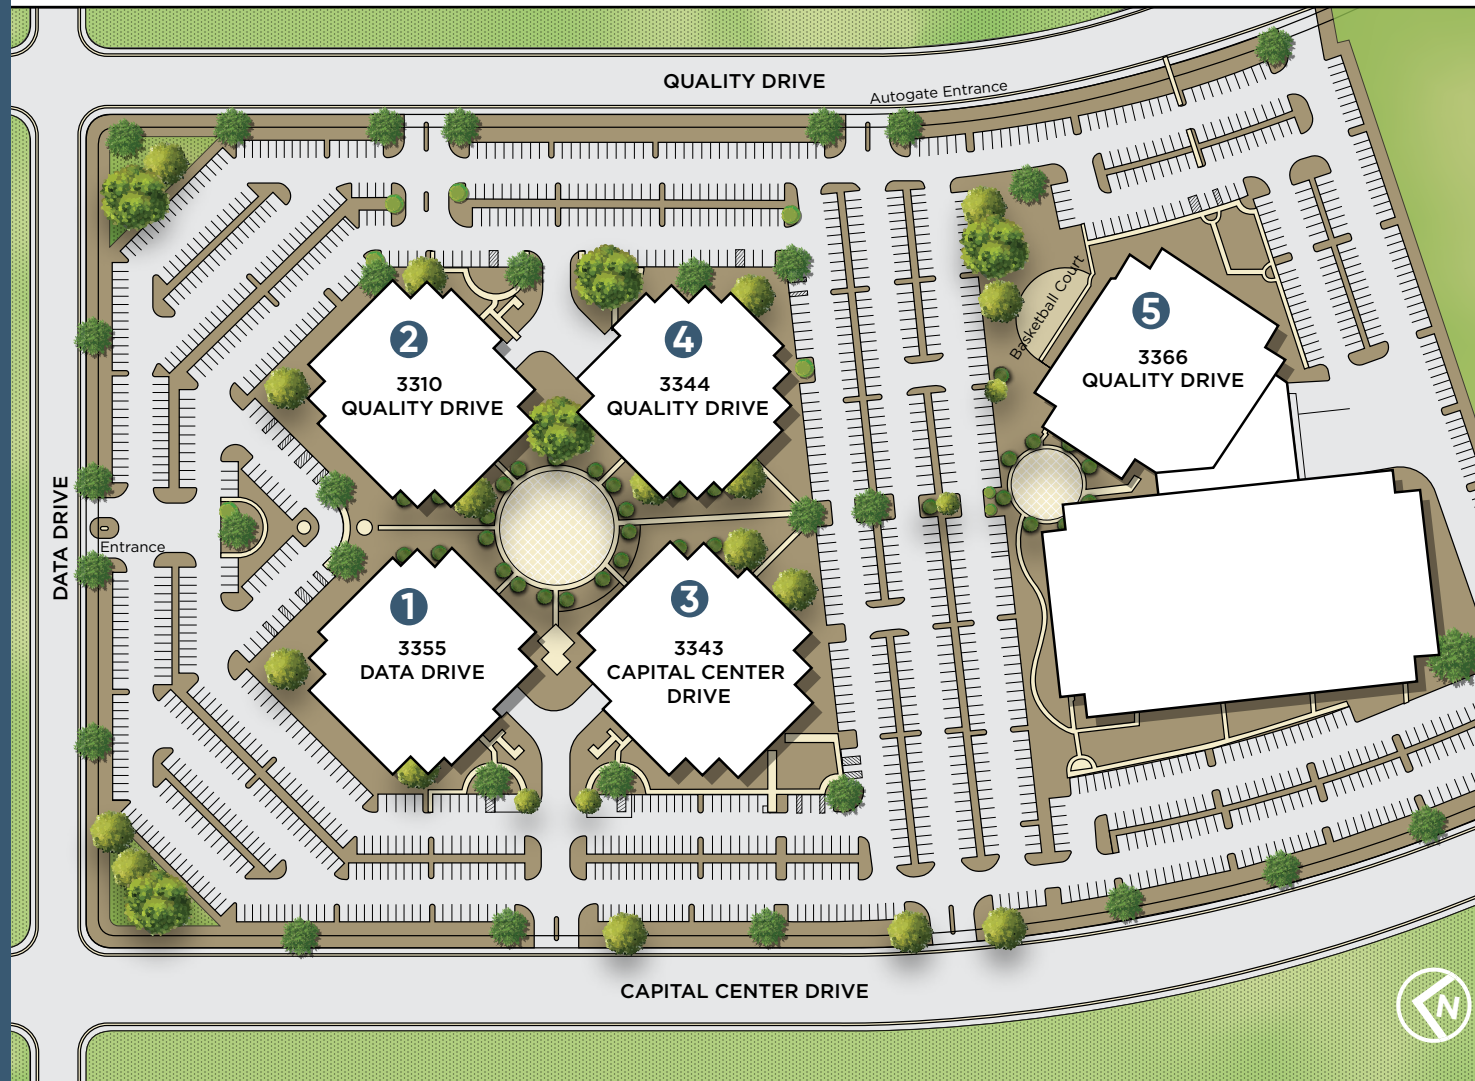 QUALITY DRIVE
Autogate Entrance
2
3310
QUALITY DRIVE
4
3344
QUALITY DRIVE
Basketball Court
5
3366
QUALITY DRIVE
DATA DRIVE
Entrance
1
3355
DATA DRIVE
3
3343
CAPITAL CENTER
DRIVE
CAPITAL CENTER DRIVE
N